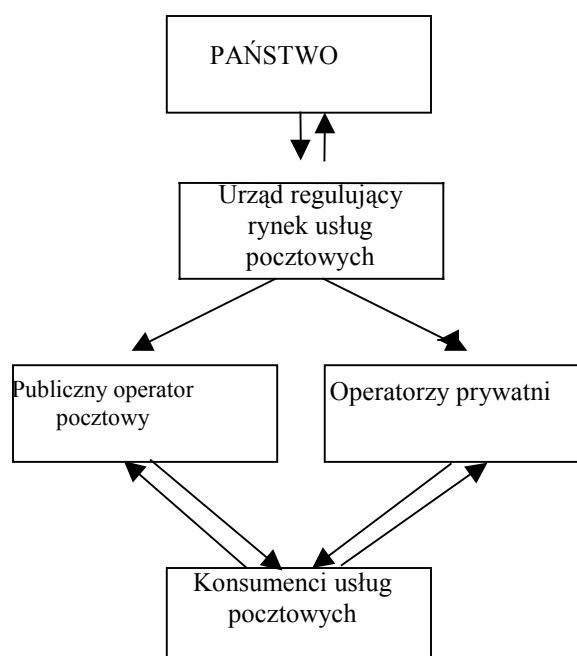 PAŃSTWO
Urząd regulujący
rynek usług
pocztowych
Publiczny operator
pocztowy
Operatorzy prywatni
Konsumenci usług
pocztowych